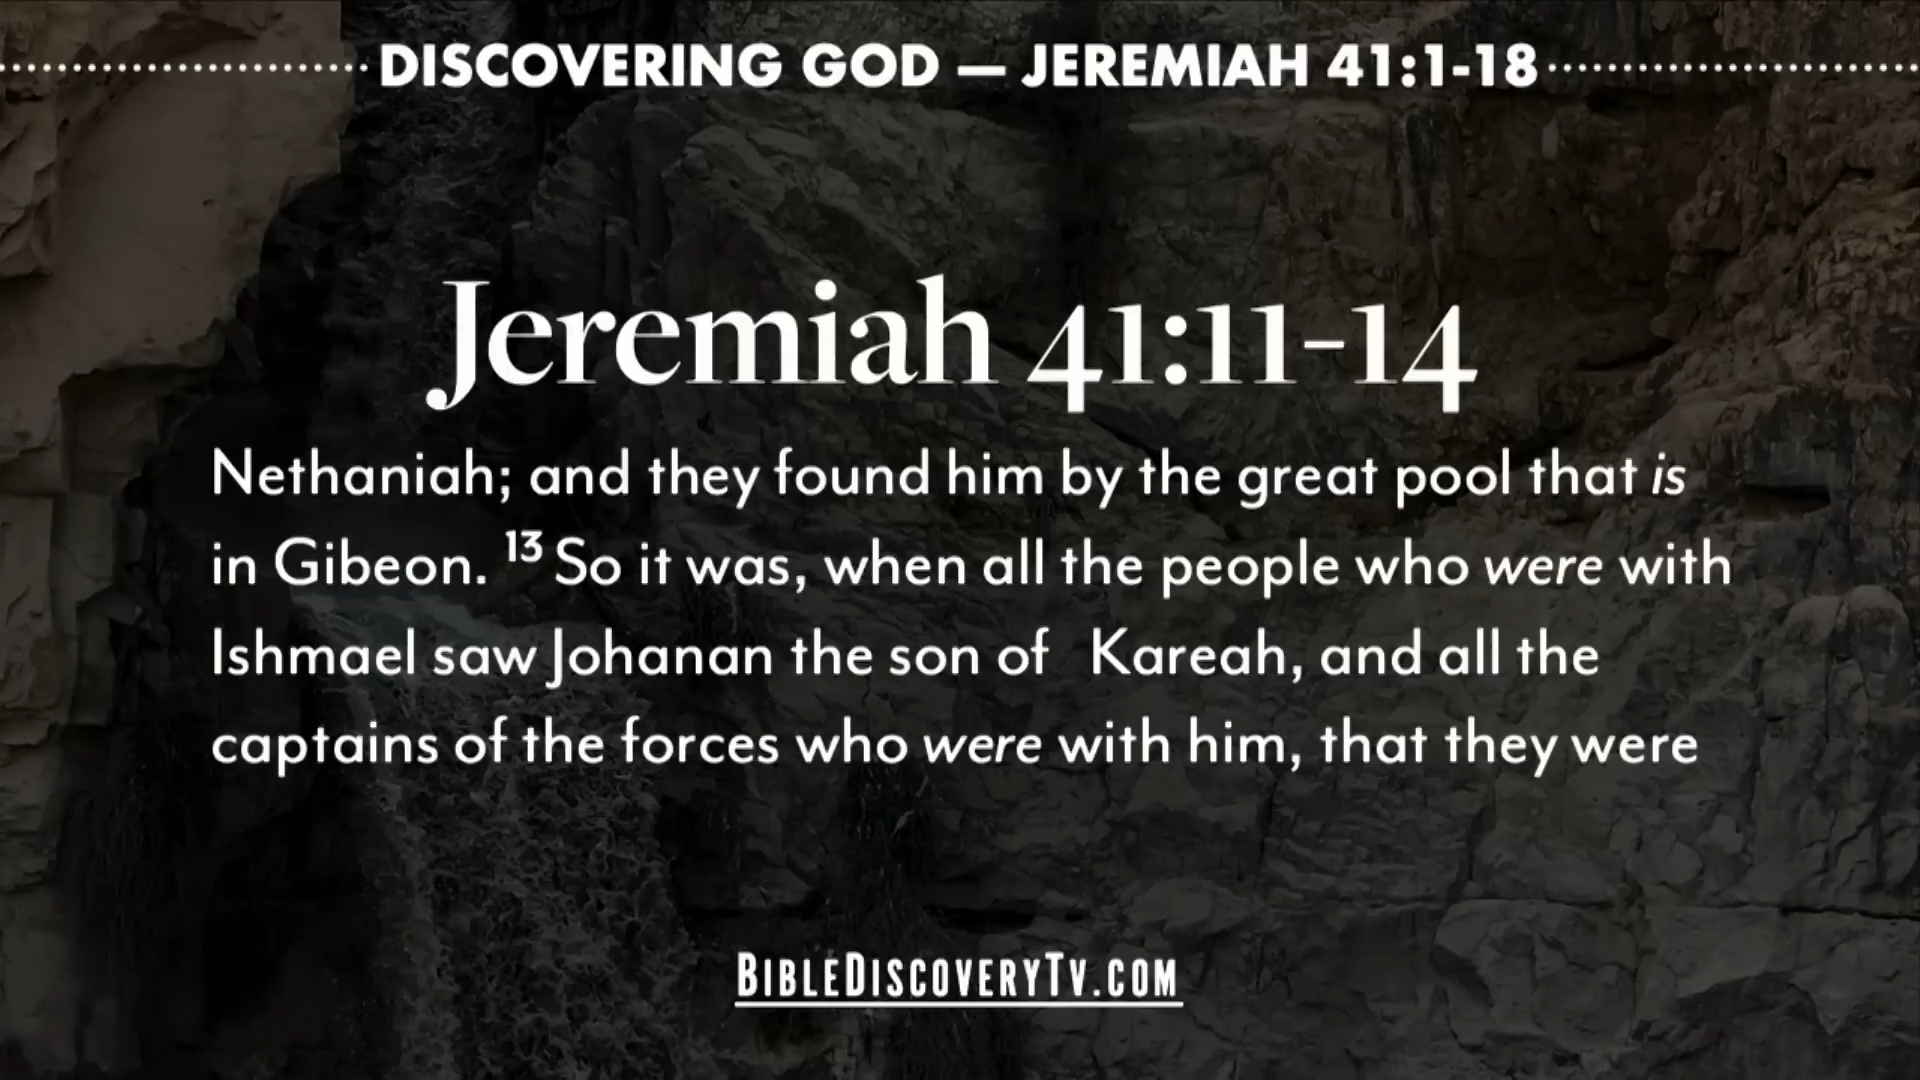 DISCOVERING GOD — JEREMIAH 41:1-18
Jeremiah 41:11-14
Nethaniah; and they found him by the great pool that is
in Gibeon. 13 So it was, when all the people who were with
Ishmael saw Johanan the son of Kareah, and all the
captains of the forces who were with him, that they were
BIBLEDISCOVERYTV.COM